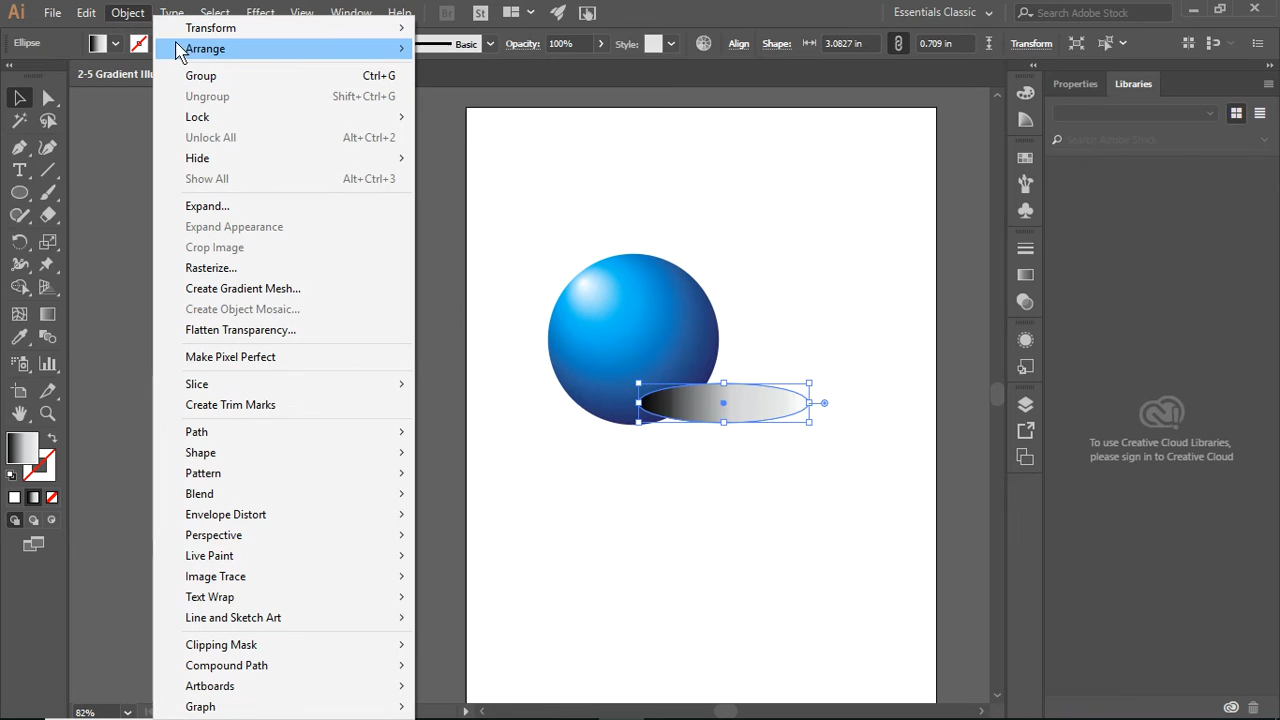 Ai File Edit Object Type Select Effect View Window Help Br St Essentials Classic Search Adobe Stock
Ellipse Basic Opacity: 100% Style: Align Shape: 3.0827 in 0.709 in Transform
2-5 Gradient Illu
Properties Libraries
Search Adobe Stock
To use Creative Cloud Libraries,
please sign in to Creative Cloud
Transform
Arrange
Group Ctrl+G
Ungroup Shift+Ctrl+G
Lock
Unlock All Alt+Ctrl+2
Hide
Show All Alt+Ctrl+3
Expand...
Expand Appearance
Crop Image
Rasterize...
Create Gradient Mesh...
Create Object Mosaic...
Flatten Transparency...
Make Pixel Perfect
Slice
Create Trim Marks
Path
Shape
Pattern
Blend
Envelope Distort
Perspective
Live Paint
Image Trace
Text Wrap
Line and Sketch Art
Clipping Mask
Compound Path
Artboards
Graph
82%